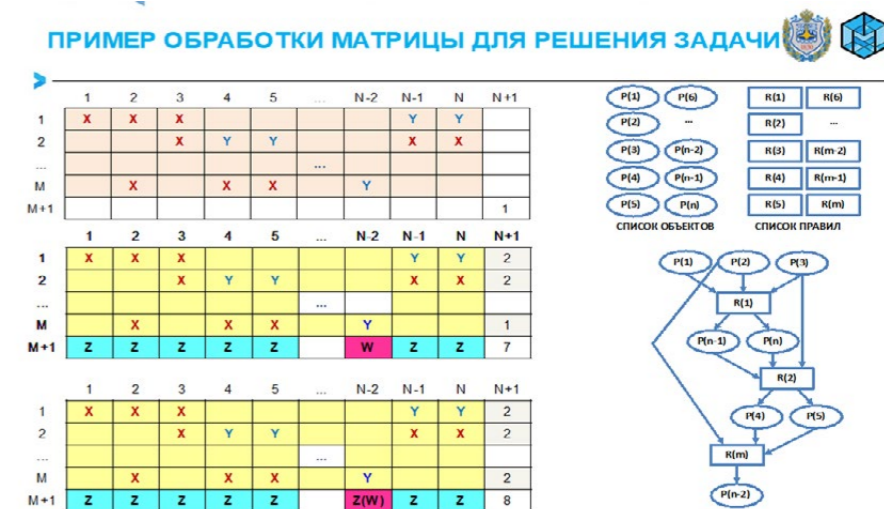 ПРИМЕР ОБРАБОТКИ МАТРИЦЫ ДЛЯ РЕШЕНИЯ ЗАДАЧИ
1 2 3 4 5 ... N-2 N-1 N N+1
1 X X X Y Y
2 X Y Y X X
... ...
M X X X Y
M+1 1
1 2 3 4 5 ... N-2 N-1 N N+1
1 X X X Y Y 2
2 X Y Y X X 2
... ...
M X X X Y 1
M+1 Z Z Z Z Z W Z Z 7
1 2 3 4 5 ... N-2 N-1 N N+1
1 X X X Y Y 2
2 X Y Y X X 2
... ...
M X X X Y 2
M+1 Z Z Z Z Z Z(W) Z Z 8
P(1) P(6)
P(2) ...
P(3) P(n-2)
P(4) P(n-1)
P(5) P(n)
СПИСОК ОБЪЕКТОВ
R(1) R(6)
R(2) ...
R(3) R(m-2)
R(4) R(m-1)
R(5) R(m)
СПИСОК ПРАВИЛ
P(1) P(2) P(3)
R(1)
P(n-1) P(n)
R(2)
P(4) P(5)
R(m)
P(n-2)